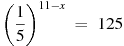 (1/5)^{11-x} = 125